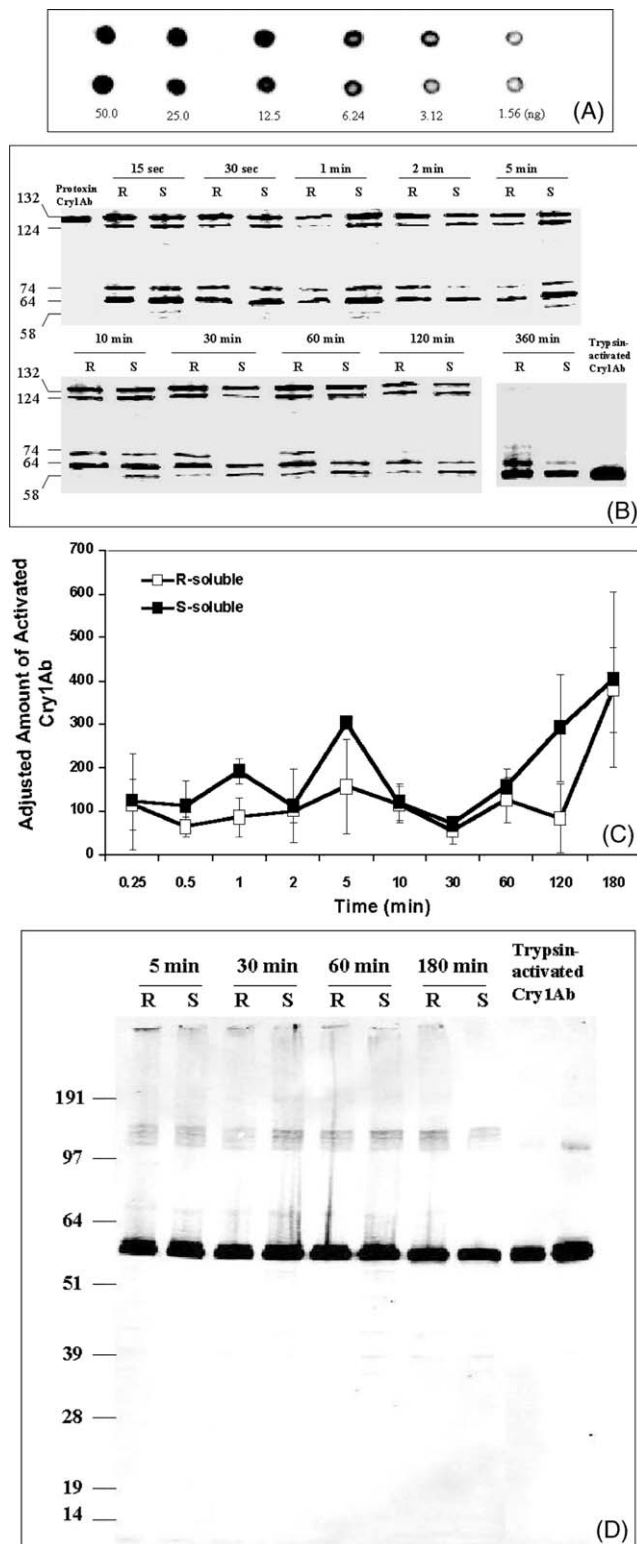 50.0 25.0 12.5 6.24 3.12 1.56 (ng)
(A)
15 sec 30 sec 1 min 2 min 5 min
Protoxin
Cry1Ab
R S R S R S R S R S
132
124
74
64
58
10 min 30 min 60 min 120 min 360 min Trypsin-
activated
Cry1Ab
R S R S R S R S R S
132
124
74
64
58
(B)
Adjusted Amount of Activated
Cry1Ab
700
600
500
400
300
200
100
0
R-soluble
S-soluble
0.25 0.5 1 2 5 10 30 60 120 180
Time (min)
(C)
5 min 30 min 60 min 180 min Trypsin-
activated
Cry1Ab
R S R S R S R S
191
97
64
51
39
28
19
14
(D)